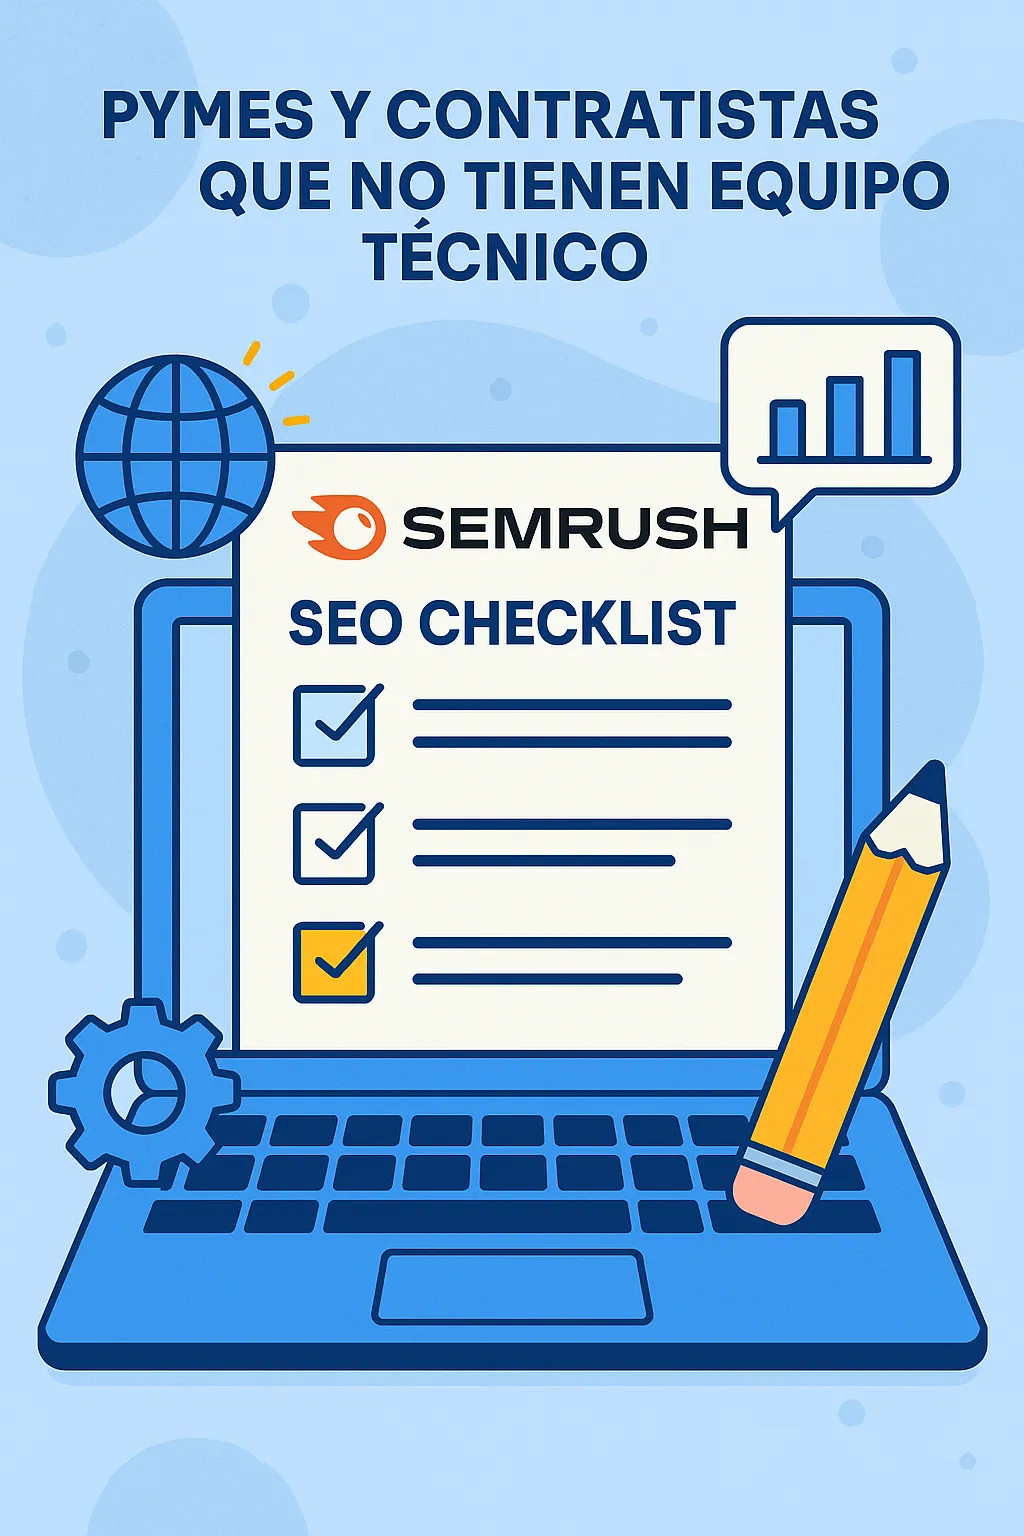 PYMES Y CONTRATISTAS
QUE NO TIENEN EQUIPO
TÉCNICO
SEMRUSH
SEO CHECKLIST